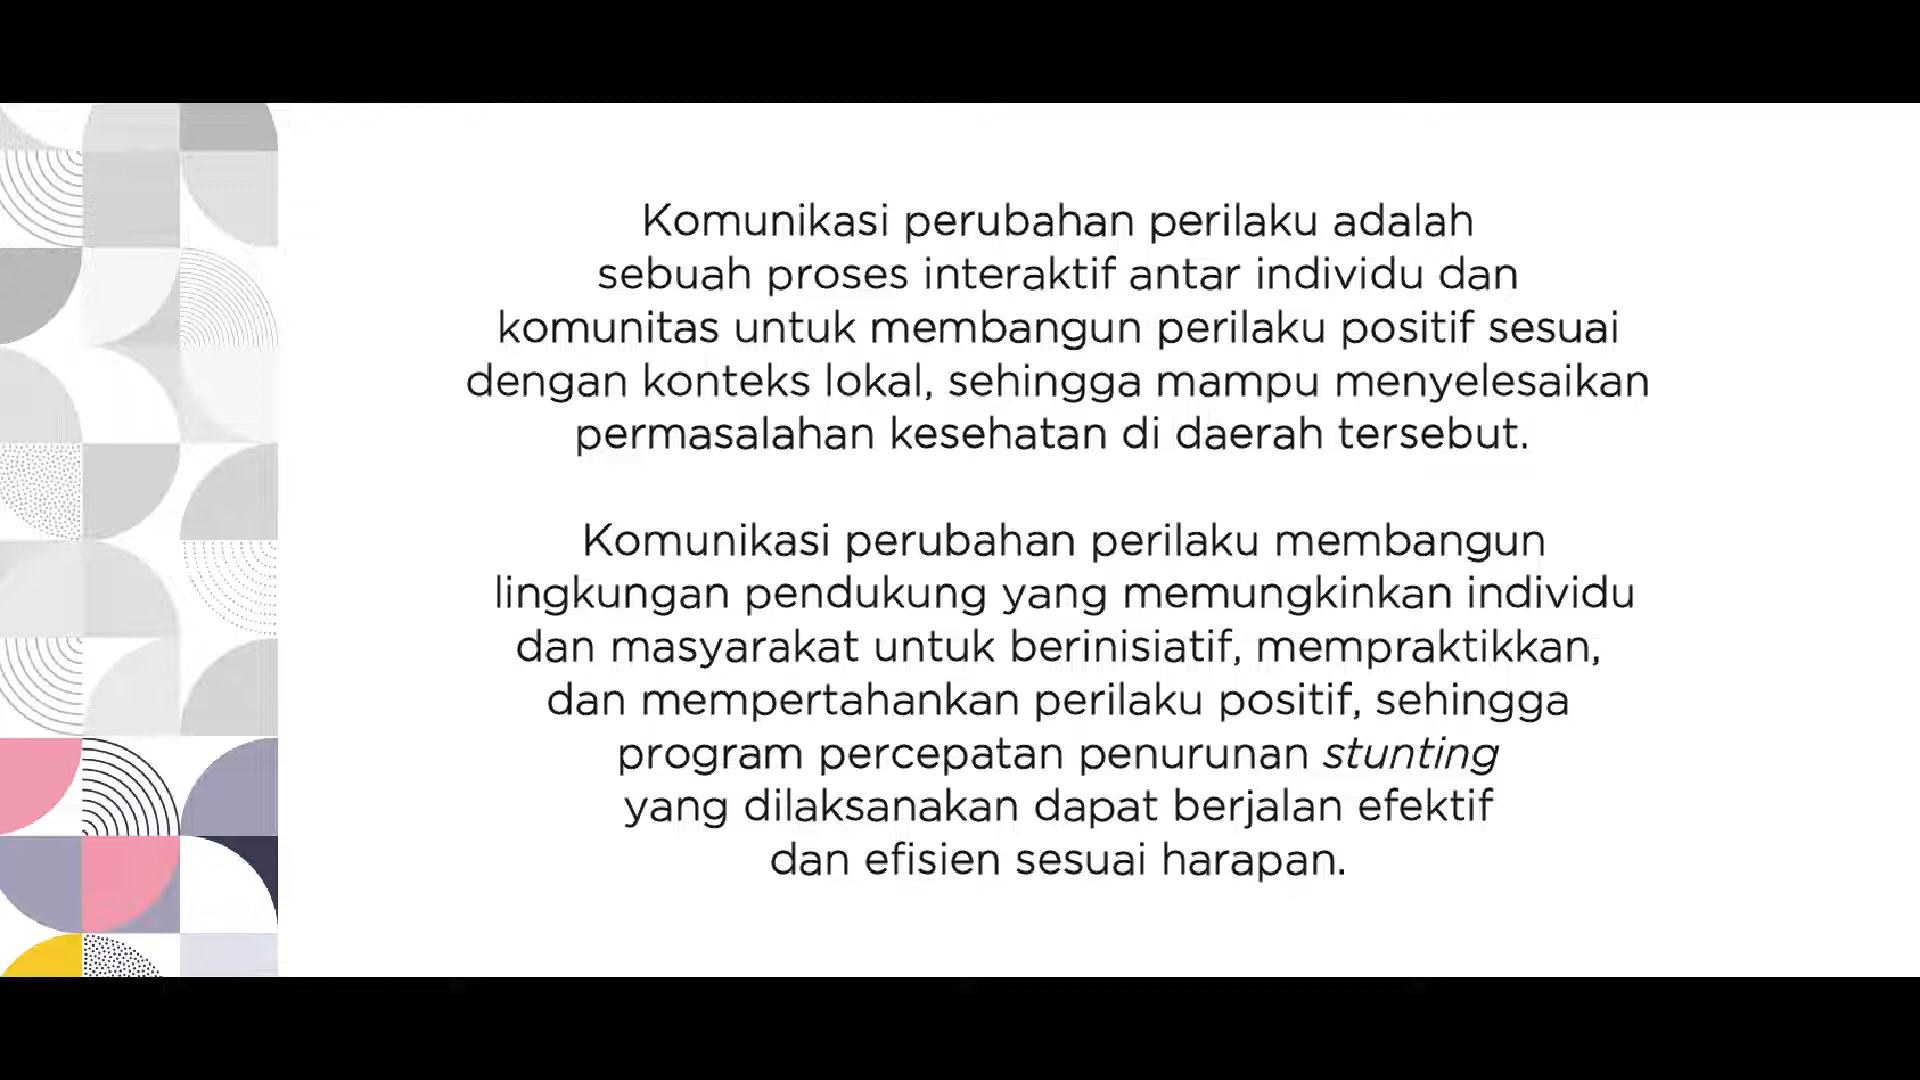 Komunikasi perubahan perilaku adalah
sebuah proses interaktif antar individu dan
komunitas untuk membangun perilaku positif sesuai
dengan konteks lokal, sehingga mampu menyelesaikan
permasalahan kesehatan di daerah tersebut.
Komunikasi perubahan perilaku membangun
lingkungan pendukung yang memungkinkan individu
dan masyarakat untuk berinisiatif, mempraktikkan,
dan mempertahankan perilaku positif, sehingga
program percepatan penurunan stunting
yang dilaksanakan dapat berjalan efektif
dan efisien sesuai harapan.